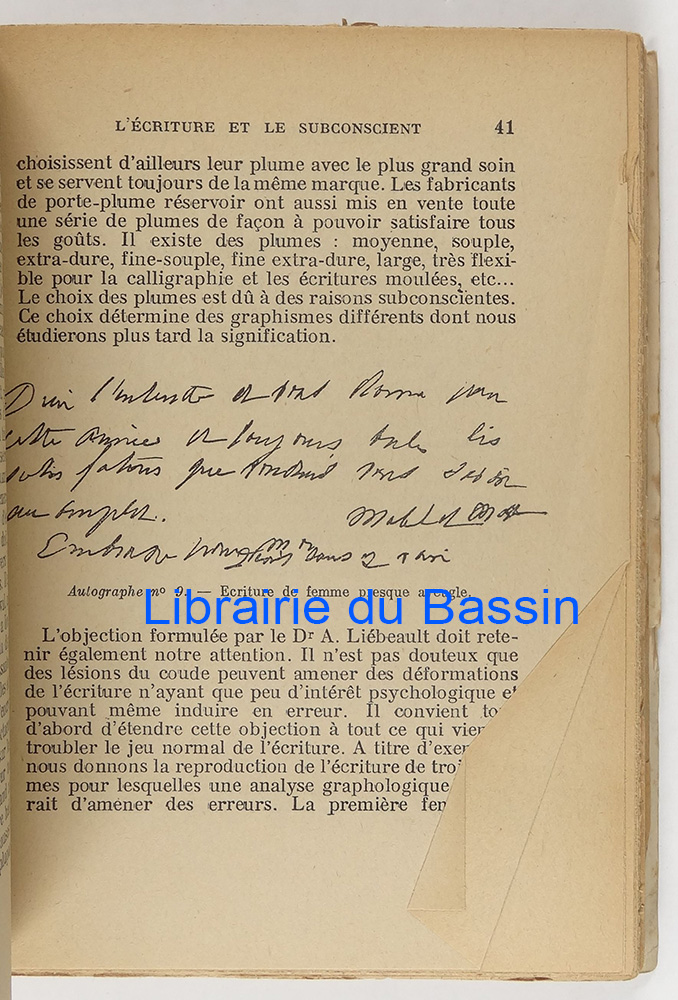 L'ÉCRITURE ET LE SUBCONSCIENT 41
choisissent d'ailleurs leur plume avec le plus grand soin
et se servent toujours de la même marque. Les fabricants
de porte-plume réservoir ont aussi mis en vente toute
une série de plumes de façon à pouvoir satisfaire tous
les goûts. Il existe des plumes : moyenne, souple,
extra-dure, fine-souple, fine extra-dure, large, très flexi-
ble pour la calligraphie et les écritures moulées, etc...
Le choix des plumes est dû à des raisons subconscientes.
Ce choix détermine des graphismes différents dont nous
étudierons plus tard la signification.
cette année et toujours
que
Autographe no 9. — Ecriture de femme presque aveugle.
Librairie du Bassin
L'objection formulée par le Dr A. Liébeault doit rete-
nir également notre attention. Il n'est pas douteux que
des lésions du coude peuvent amener des déformations
de l'écriture n'ayant que peu d'intérêt psychologique et
pouvant même induire en erreur. Il convient
d'abord d'étendre cette objection à tout ce qui vien
troubler le jeu normal de l'écriture. A titre d'exem
nous donnons la reproduction de l'écriture de troi
mes pour lesquelles une analyse graphologique
rait d'amener des erreurs. La première fem